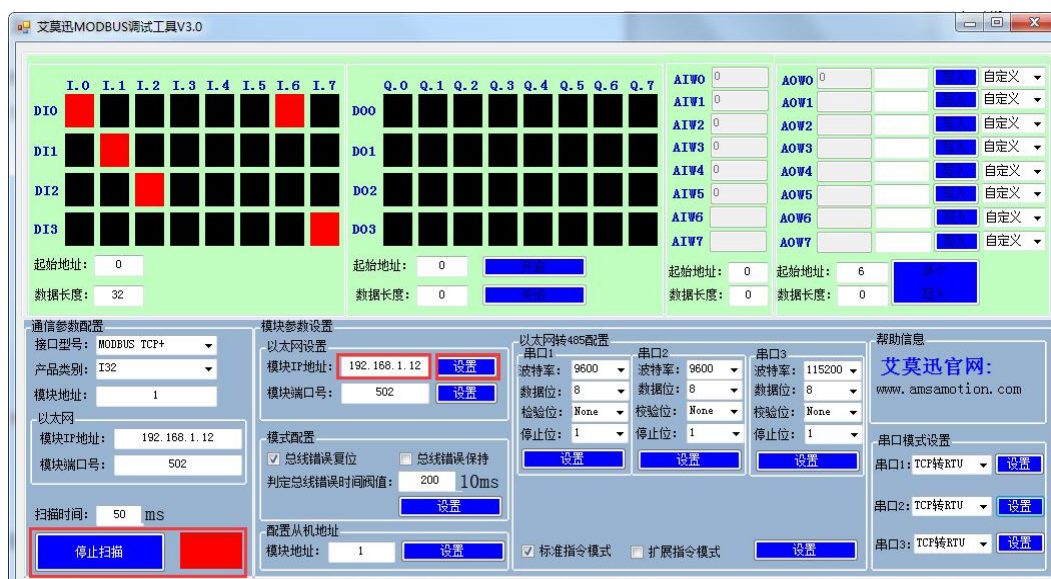 艾莫迅MODBUS调试工具V3.0
I.0 I.1 I.2 I.3 I.4 I.5 I.6 I.7
DI0
DI1
DI2
DI3
起始地址: 0
数据长度: 32
Q.0 Q.1 Q.2 Q.3 Q.4 Q.5 Q.6 Q.7
DO0
DO1
DO2
DO3
起始地址: 0
数据长度: 0
AIW0 0
AIW1 0
AIW2 0
AIW3 0
AIW4 0
AIW5 0
AIW6
AIW7
起始地址: 0
数据长度: 0
AOW0 0 自定义
AOW1 自定义
AOW2 自定义
AOW3 自定义
AOW4 自定义
AOW5 自定义
AOW6 自定义
AOW7 自定义
起始地址: 6
数据长度: 0
通信参数配置
接口型号: MODBUS TCP+
产品类别: I32
模块地址: 1
以太网
模块IP地址: 192.168.1.12
模块端口号: 502
扫描时间: 50 ms
停止扫描
模块参数设置
以太网设置
模块IP地址: 192.168.1.12 设置
模块端口号: 502 设置
模式配置
总线错误复位 总线错误保持
判定总线错误时间阀值: 200 10ms
设置
配置从机地址
模块地址: 1 设置
以太网转485配置
串口1
波特率: 9600
数据位: 8
检验位: None
停止位: 1
设置
串口2
波特率: 9600
数据位: 8
校验位: None
停止位: 1
设置
串口3
波特率: 115200
数据位: 8
校验位: None
停止位: 1
设置
标准指令模式 扩展指令模式 设置
帮助信息
艾莫迅官网:
www.amsamotion.com
串口模式设置
串口1: TCP转RTU 设置
串口2: TCP转RTU 设置
串口3: TCP转RTU 设置